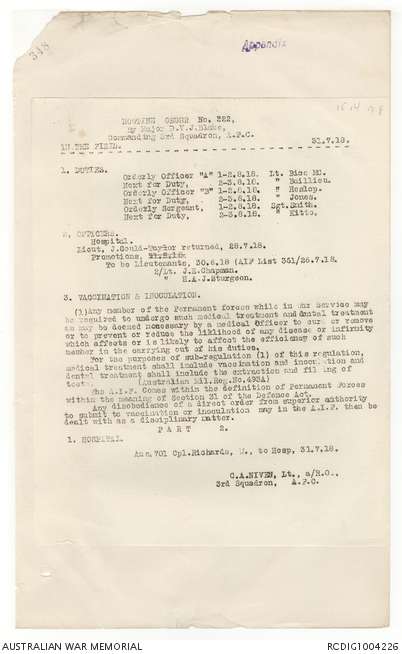 318
Appendix
ROUTINE ORDER No. 322,
By Major D.V.J.Blake,
Commanding 3rd Squadron, A.F.C.
IN THE FIELD. 31.7.18.
1. DUTIES.
Orderly Officer "A" 1-2.8.18. Lt. Bice MC.
Next for Duty, 2-3.8.18. " Baillieu.
Orderly Officer "B" 1-2.8.18. " Heslop.
Next for Duty, 2-3.8.18. " Jones.
Orderly Sergeant, 1-2.8.18. Sgt.Smith.
Next for Duty, 2-3.8.18. " Kitto.
2. OFFICERS.
Hospital.
Lieut, J.Gould-Taylor returned, 28.7.18.
Promotions,
To be Lieutenants, 30.6.18 (AIF List 361/26.7.18.
2/Lt. J.H.Chapman.
" H.A.J.Sturgeon.
3. VACCINATION & INOCULATION.
(1)Any member of the Permanent forces while in War Service may
be required to undergo such medical treatment and dental treatment
as may be deemed necessary by a medical Officer to cure or remove
or to prevent or reduce the liklihood of any disease or infirmity
which affects or is likely to affect the efficiency of such
member in the carrying out of his duties.
For the purposes of sub-regulation (1) of this regulation,
medical treatment shall include vaccination and inoculation and
dental treatment shall include the extraction and filling of
teeth. (Australian Mil.Reg.No.493A)
The A.I.F. Comes within the definition of Permanent Forces
within the meaning of Section 31 of the Defence Act.
Any disobedience of a direct order from superior authority
to submit to vaccination or inoculation may in the A.I.F. then be
dealt with as a disciplinary matter.
PART 2.
1. HOSPITAL.
Aus.701 Cpl.Richards, to Hosp, 31.7.18.
C.A.NIVEN, Lt., a/R.O.,
3rd Squadron, A.F.C.
AUSTRALIAN WAR MEMORIAL RCDIG1004226